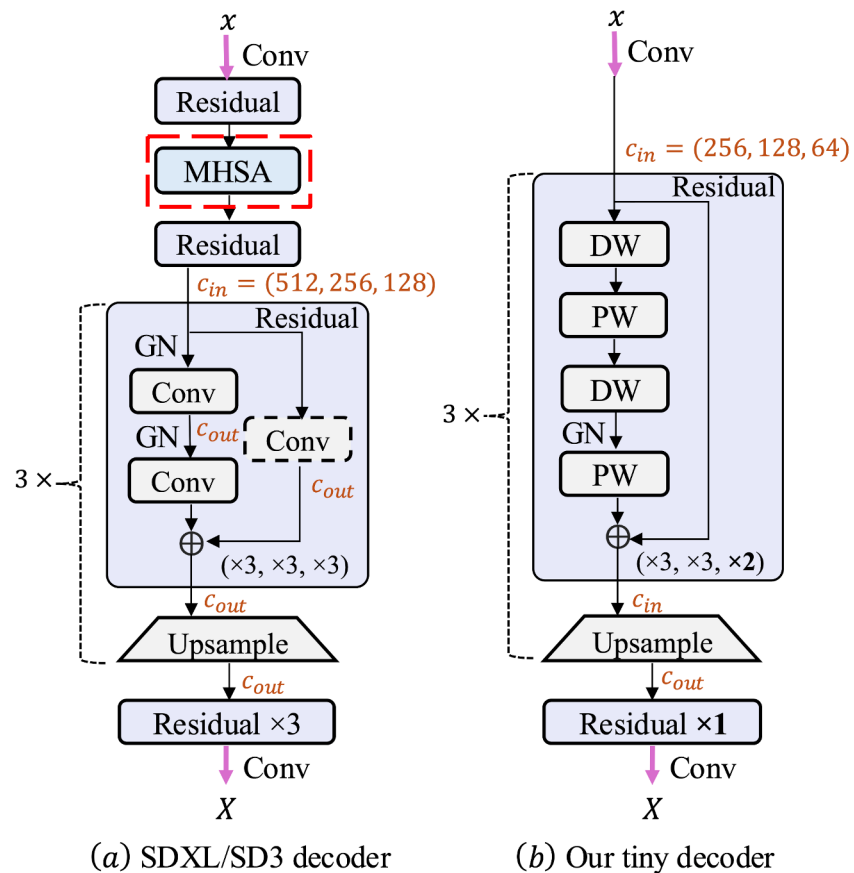 x
Conv
Residual
MHSA
Residual
c_in = (512, 256, 128)
Residual
GN
Conv
GN
c_out
Conv
Conv
c_out
3 ×
⊕
(×3, ×3, ×3)
c_out
Upsample
c_out
Residual ×3
Conv
X
(a) SDXL/SD3 decoder
x
Conv
c_in = (256, 128, 64)
Residual
DW
PW
DW
3 ×
GN
PW
⊕
(×3, ×3, ×2)
c_in
Upsample
c_out
Residual ×1
Conv
X
(b) Our tiny decoder